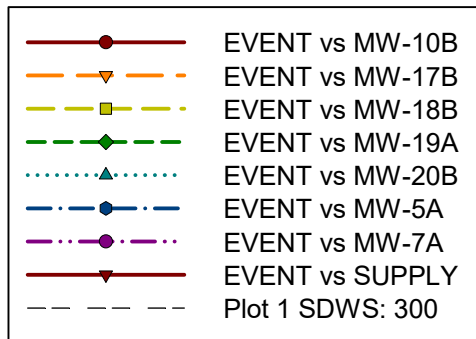 EVENT vs MW-10B
EVENT vs MW-17B
EVENT vs MW-18B
EVENT vs MW-19A
EVENT vs MW-20B
EVENT vs MW-5A
EVENT vs MW-7A
EVENT vs SUPPLY
Plot 1 SDWS: 300